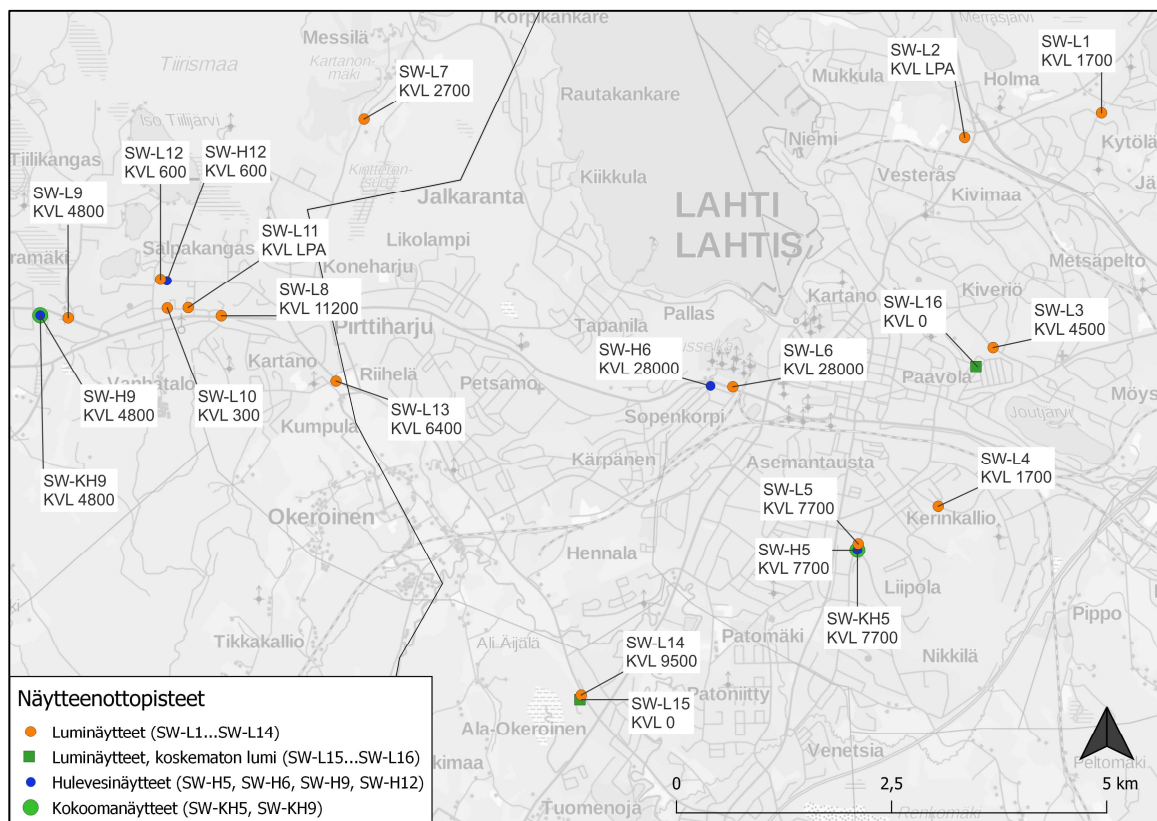 Messilä
Kartanon-
mäki
Korpikankare
Tiirismaa
Iso Tiilijärvi
Tiilikangas
Rautakankare
Mukkula
Merrasjärvi
Holma
Kytölä
Niemi
Vesterås
Kivimaa
Kiikkula
Jalkaranta
LAHTI
LAHTIS
Likolampi
Salpakangas
Koneharju
Metsäpelto
Kartano
Kiveriö
Pallas
Tapanila
Pirttiharju
Kartano
Riihelä
Petsamo
Vanhatalo
Kumpula
Paavola
Möys
Joutjärvi
Sopenkorpi
Kärpänen
Asemantausta
Okeroinen
Hennala
Kerinkallio
Liipola
Pippo
Tikkakallio
Ali-Äijälä
Patomäki
Nikkilä
Patoniitty
Ala-Okeroinen
Venetsia
Peltomäki
Tuomenoja
Renkomäki
SW-L7
KVL 2700
SW-L2
KVL LPA
SW-L1
KVL 1700
SW-L12
KVL 600
SW-H12
KVL 600
SW-L9
KVL 4800
SW-L11
KVL LPA
SW-L8
KVL 11200
SW-L16
KVL 0
SW-L3
KVL 4500
SW-H6
KVL 28000
SW-L6
KVL 28000
SW-H9
KVL 4800
SW-L10
KVL 300
SW-L13
KVL 6400
SW-KH9
KVL 4800
SW-L4
KVL 1700
SW-L5
KVL 7700
SW-H5
KVL 7700
SW-KH5
KVL 7700
SW-L14
KVL 9500
SW-L15
KVL 0
Näytteenottopisteet
Luminäytteet (SW-L1...SW-L14)
Luminäytteet, koskematon lumi (SW-L15...SW-L16)
Hulevesinäytteet (SW-H5, SW-H6, SW-H9, SW-H12)
Kokoomanäytteet (SW-KH5, SW-KH9)
0 2,5 5 km